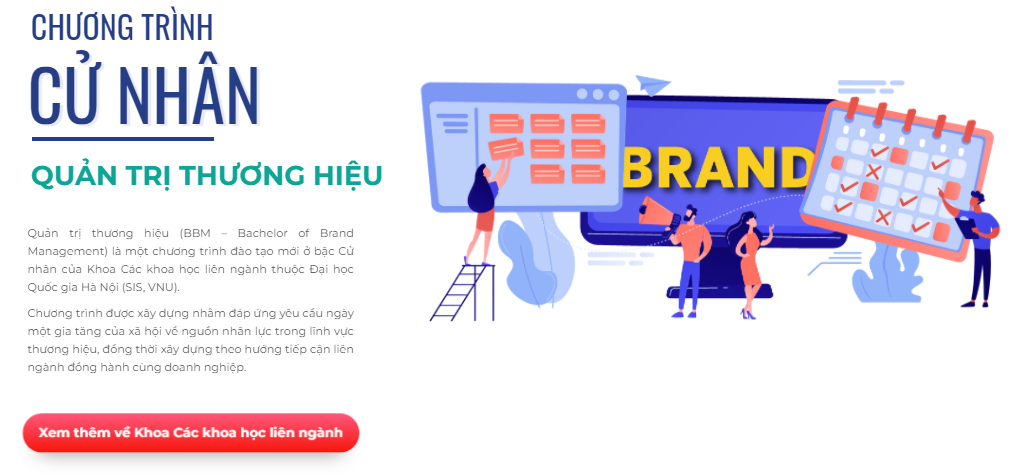 CHƯƠNG TRÌNH
CỬ NHÂN
QUẢN TRỊ THƯƠNG HIỆU
Quản trị thương hiệu (BBM – Bachelor of Brand
Management) là một chương trình đào tạo mới ở bậc Cử
nhân của Khoa Các khoa học liên ngành thuộc Đại học
Quốc gia Hà Nội (SIS, VNU).
Chương trình được xây dựng nhằm đáp ứng yêu cầu ngày
một gia tăng của xã hội về nguồn nhân lực trong lĩnh vực
thương hiệu, đồng thời xây dựng theo hướng tiếp cận liên
ngành đồng hành cùng doanh nghiệp.
Xem thêm về Khoa Các khoa học liên ngành
BRAND